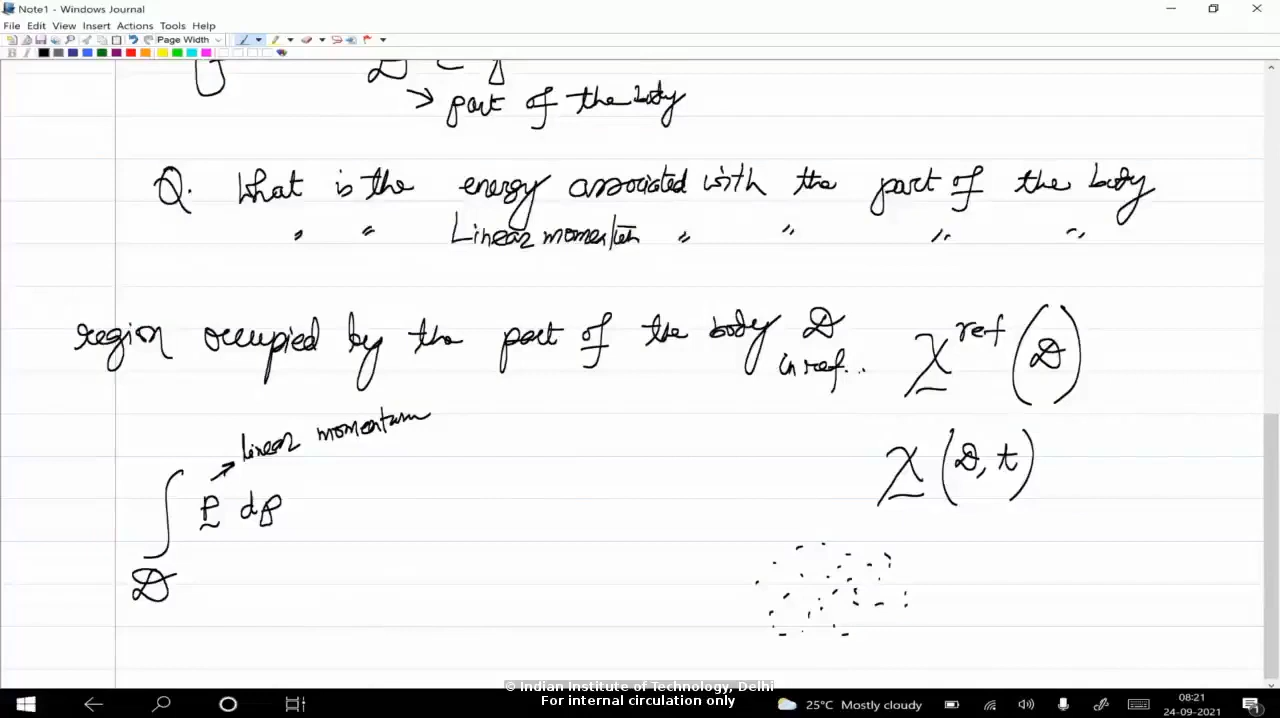 Note1 - Windows Journal
File Edit View Insert Actions Tools Help
Page Width
→ part of the body
Q. What is the energy associated with the part of the body
〃 〃 Linear momentum 〃 〃 〃 〃
region occupied by the part of the body 𝒟 in ref... χ^ref (𝒟)
linear momentum
χ (𝒟, t)
∫_𝒟 P d𝓅
© Indian Institute of Technology, Delhi
For internal circulation only
25°C Mostly cloudy
08:21
24-09-2021